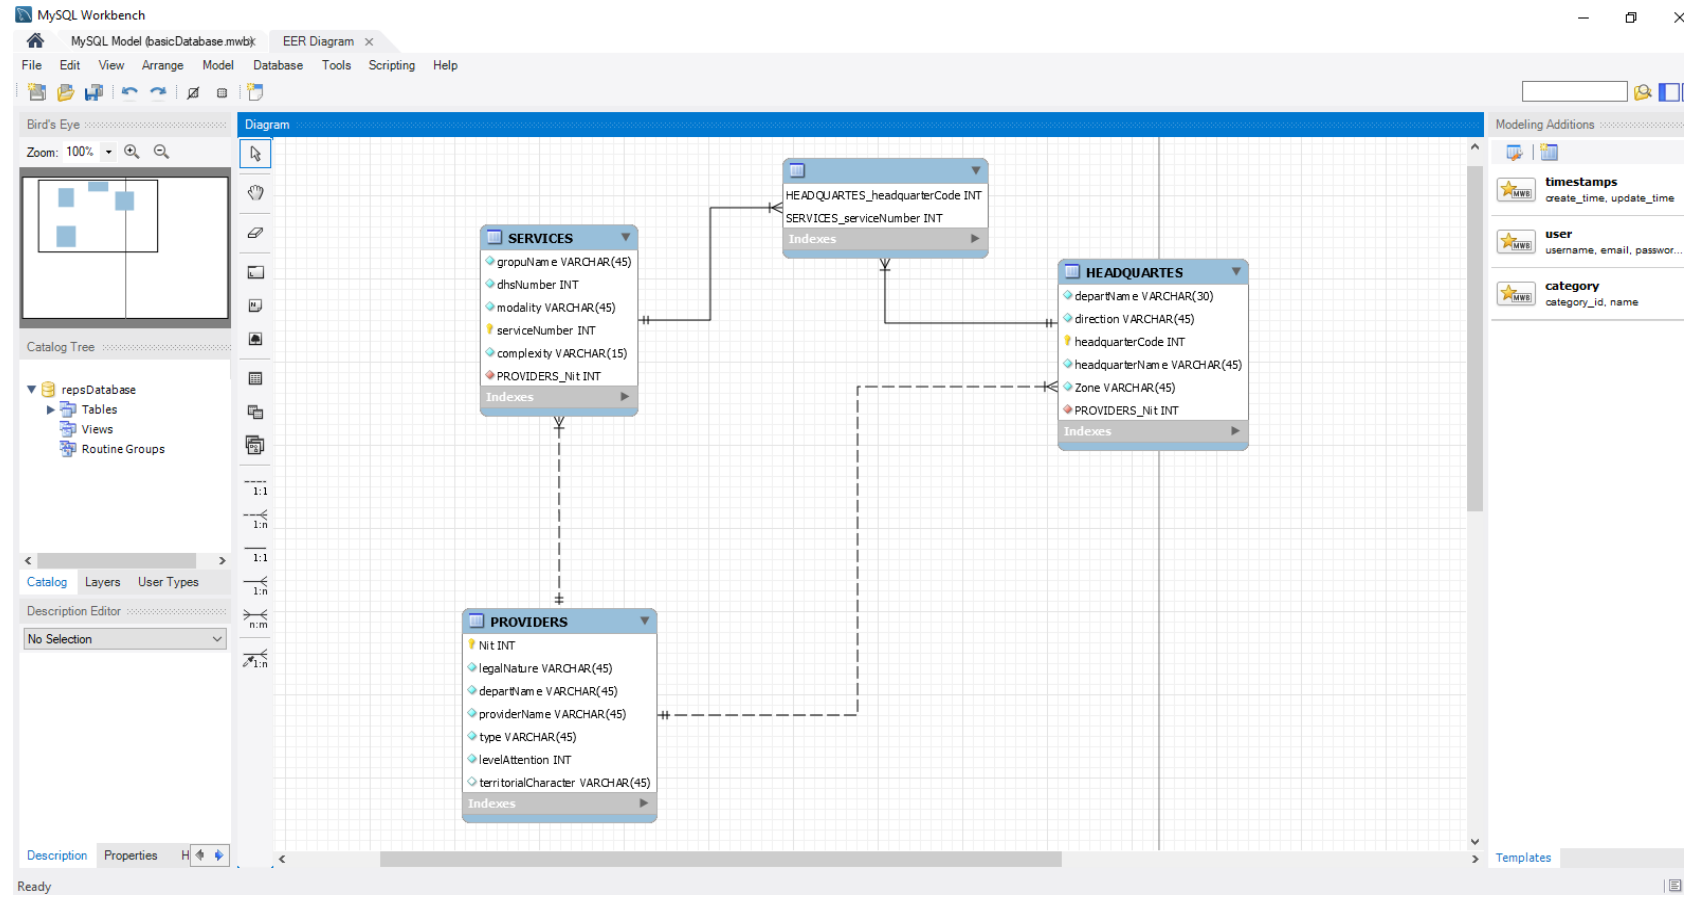 MySQL Workbench
MySQL Model (basicDatabase.mwb)
EER Diagram
File Edit View Arrange Model Database Tools Scripting Help
Bird's Eye
Zoom: 100%
Catalog Tree
repsDatabase
Tables
Views
Routine Groups
Catalog Layers User Types
Description Editor
No Selection
Description Properties H
Ready
Diagram
1:1
1:n
1:1
1:n
n:m
1:n
HEADQUARTES_headquarterCode INT
SERVICES_serviceNumber INT
Indexes
SERVICES
gropuName VARCHAR(45)
dhsNumber INT
modality VARCHAR(45)
serviceNumber INT
complexity VARCHAR(15)
PROVIDERS_Nit INT
Indexes
HEADQUARTES
departName VARCHAR(30)
direction VARCHAR(45)
headquarterCode INT
headquarterName VARCHAR(45)
Zone VARCHAR(45)
PROVIDERS_Nit INT
Indexes
PROVIDERS
Nit INT
legalNature VARCHAR(45)
departName VARCHAR(45)
providerName VARCHAR(45)
type VARCHAR(45)
levelAttention INT
territorialCharacter VARCHAR(45)
Indexes
Modeling Additions
timestamps
create_time, update_time
user
username, email, passwor...
category
category_id, name
Templates